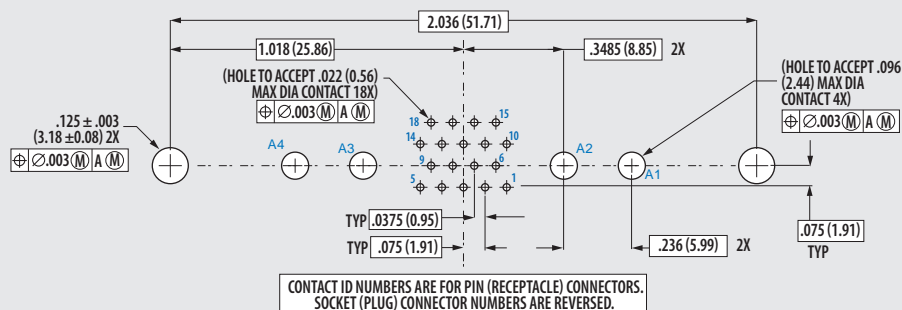 2.036 (51.71)
1.018 (25.86)
.3485 (8.85) 2X
(HOLE TO ACCEPT .022 (0.56)
MAX DIA CONTACT 18X)
⌖ ∅.003 Ⓜ A Ⓜ
(HOLE TO ACCEPT .096
(2.44) MAX DIA
CONTACT 4X)
⌖ ∅.003 Ⓜ A Ⓜ
.125 ± .003
(3.18 ±0.08) 2X
⌖ ∅.003 Ⓜ A Ⓜ
18 15
14 10
A4 A3 9 6 A2 A1
5 1
TYP .0375 (0.95)
TYP .075 (1.91)
.236 (5.99) 2X
.075 (1.91)
TYP
CONTACT ID NUMBERS ARE FOR PIN (RECEPTACLE) CONNECTORS.
SOCKET (PLUG) CONNECTOR NUMBERS ARE REVERSED.